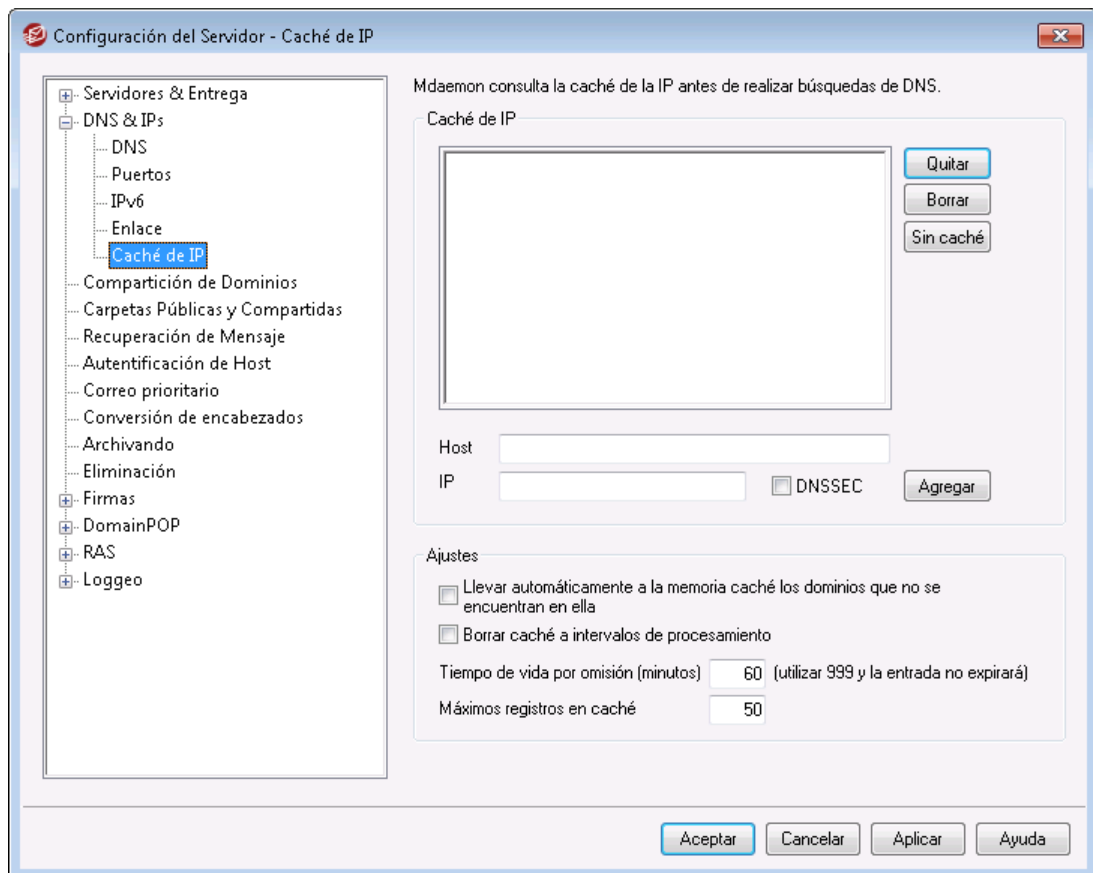 Configuración del Servidor - Caché de IP
Servidores & Entrega
DNS & IPs
DNS
Puertos
IPv6
Enlace
Caché de IP
Compartición de Dominios
Carpetas Públicas y Compartidas
Recuperación de Mensaje
Autentificación de Host
Correo prioritario
Conversión de encabezados
Archivando
Eliminación
Firmas
DomainPOP
RAS
Loggeo
Mdaemon consulta la caché de la IP antes de realizar búsquedas de DNS.
Caché de IP
Quitar
Borrar
Sin caché
Host
IP
DNSSEC
Agregar
Ajustes
Llevar automáticamente a la memoria caché los dominios que no se
encuentran en ella
Borrar caché a intervalos de procesamiento
Tiempo de vida por omisión (minutos) 60 (utilizar 999 y la entrada no expirará)
Máximos registros en caché 50
Aceptar Cancelar Aplicar Ayuda